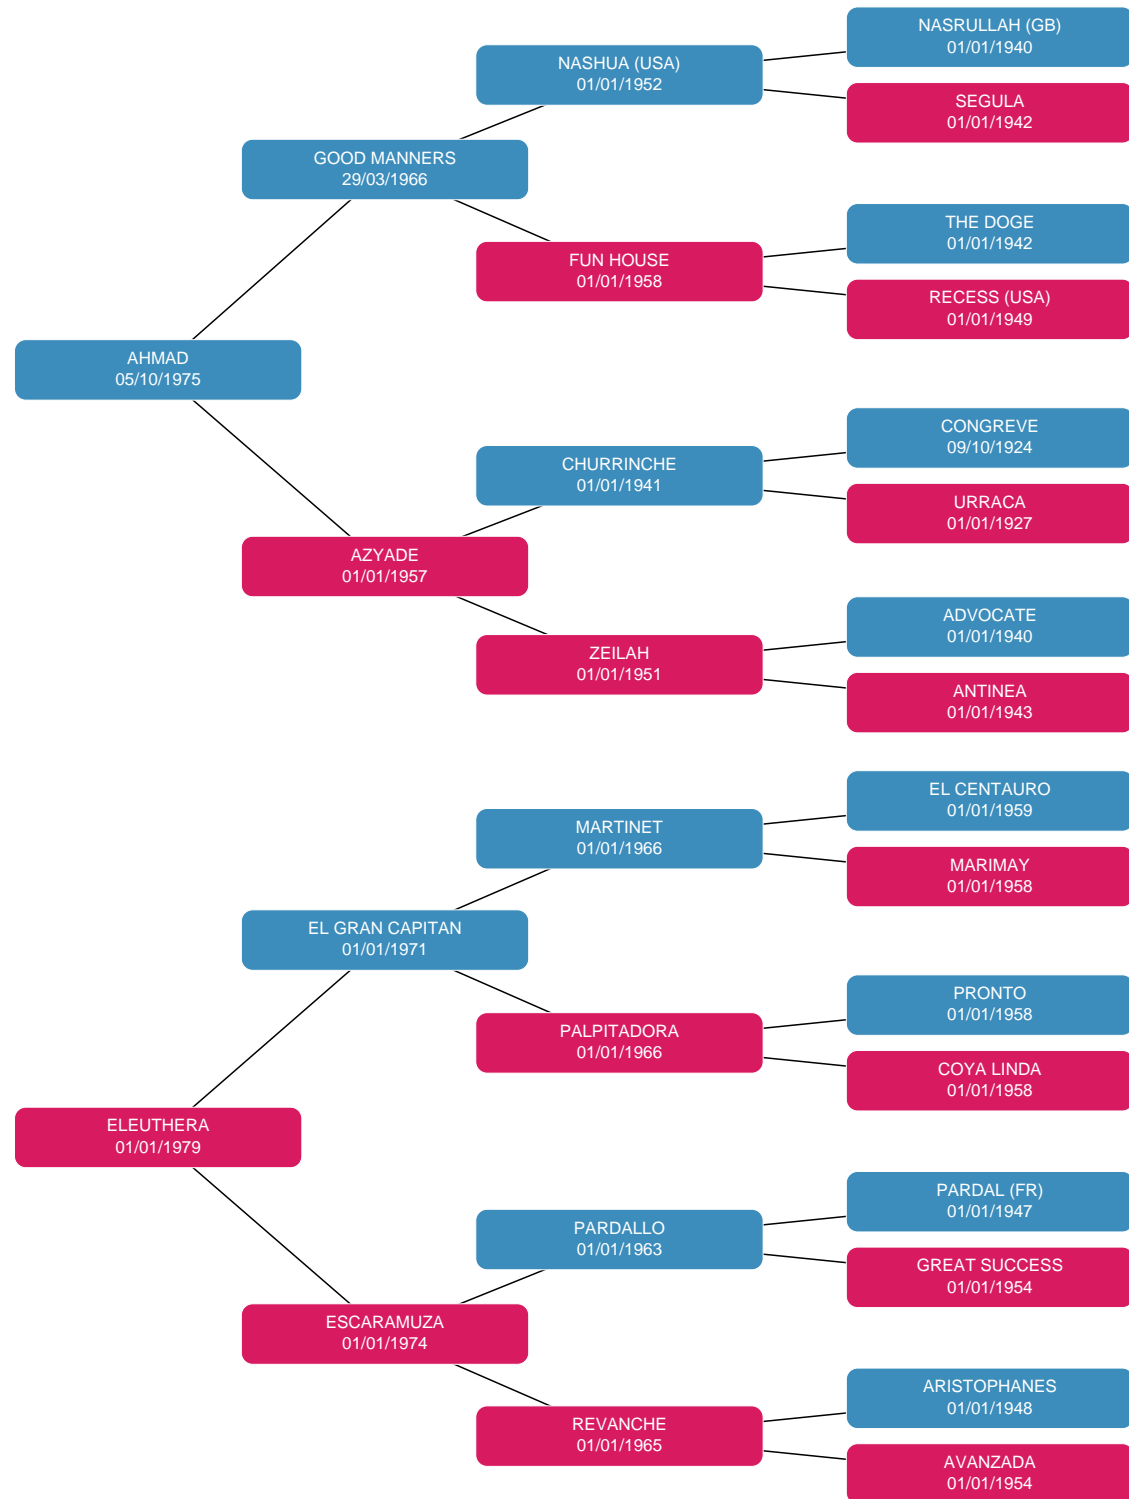 NASRULLAH (GB)
01/01/1940
NASHUA (USA)
01/01/1952
SEGULA
01/01/1942
GOOD MANNERS
29/03/1966
THE DOGE
01/01/1942
FUN HOUSE
01/01/1958
RECESS (USA)
01/01/1949
AHMAD
05/10/1975
CONGREVE
09/10/1924
CHURRINCHE
01/01/1941
URRACA
01/01/1927
AZYADE
01/01/1957
ADVOCATE
01/01/1940
ZEILAH
01/01/1951
ANTINEA
01/01/1943
EL CENTAURO
01/01/1959
MARTINET
01/01/1966
MARIMAY
01/01/1958
EL GRAN CAPITAN
01/01/1971
PRONTO
01/01/1958
PALPITADORA
01/01/1966
COYA LINDA
01/01/1958
ELEUTHERA
01/01/1979
PARDAL (FR)
01/01/1947
PARDALLO
01/01/1963
GREAT SUCCESS
01/01/1954
ESCARAMUZA
01/01/1974
ARISTOPHANES
01/01/1948
REVANCHE
01/01/1965
AVANZADA
01/01/1954